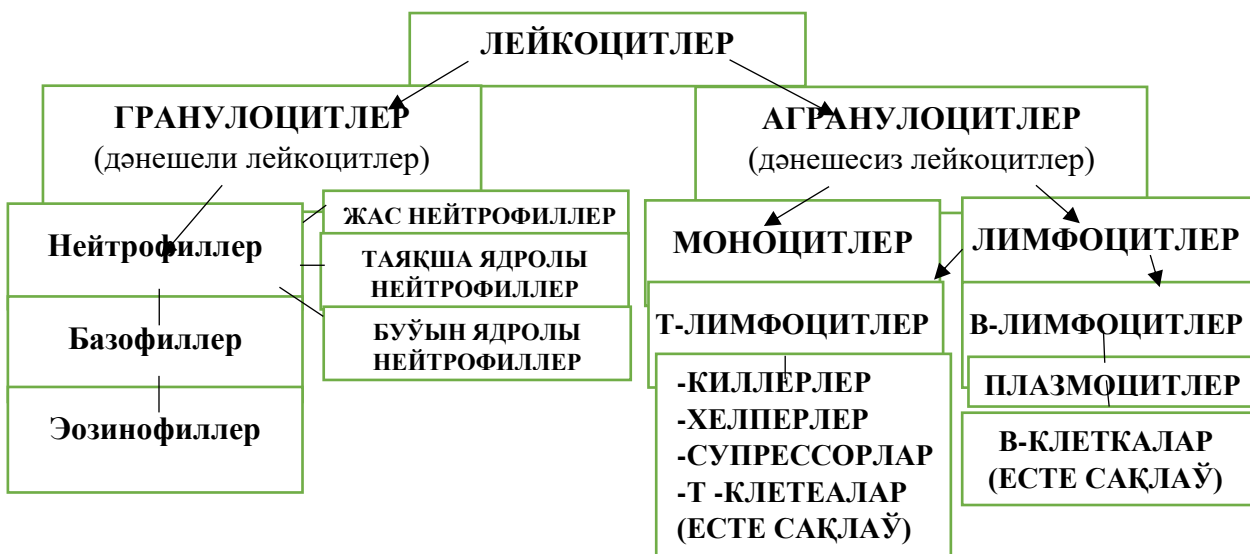 ЛЕЙКОЦИТЛЕР
ГРАНУЛОЦИТЛЕР
(дәнешели лейкоцитлер)
АГРАНУЛОЦИТЛЕР
(дәнешесиз лейкоцитлер)
Нейтрофиллер
Базофиллер
Эозинофиллер
ЖАС НЕЙТРОФИЛЛЕР
ТАЯҚША ЯДРОЛЫ
НЕЙТРОФИЛЛЕР
БУЎЫН ЯДРОЛЫ
НЕЙТРОФИЛЛЕР
МОНОЦИТЛЕР
ЛИМФОЦИТЛЕР
Т-ЛИМФОЦИТЛЕР
-КИЛЛЕРЛЕР
-ХЕЛПЕРЛЕР
-СУПРЕССОРЛАР
-Т -КЛЕТЕАЛАР
(ЕСТЕ САҚЛАЎ)
В-ЛИМФОЦИТЛЕР
ПЛАЗМОЦИТЛЕР
В-КЛЕТКАЛАР
(ЕСТЕ САҚЛАЎ)